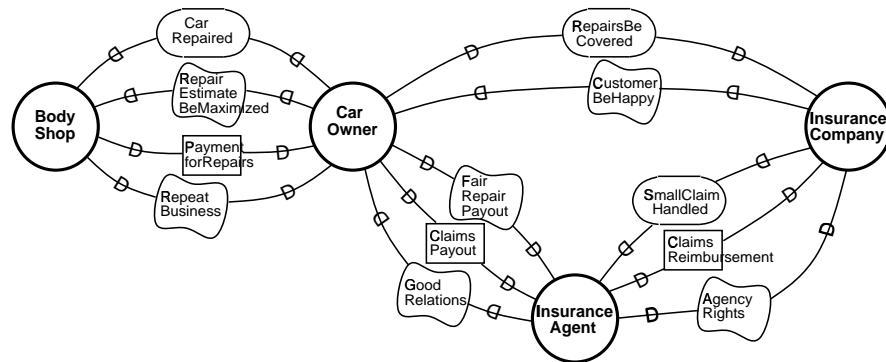 Car
Repaired
RepairsBe
Covered
Repair
Estimate
BeMaximized
Customer
BeHappy
Body
Shop
Car
Owner
Insurance
Company
Payment
forRepairs
Repeat
Business
Fair
Repair
Payout
SmallClaim
Handled
Claims
Payout
Claims
Reimbursement
Good
Relations
Insurance
Agent
Agency
Rights